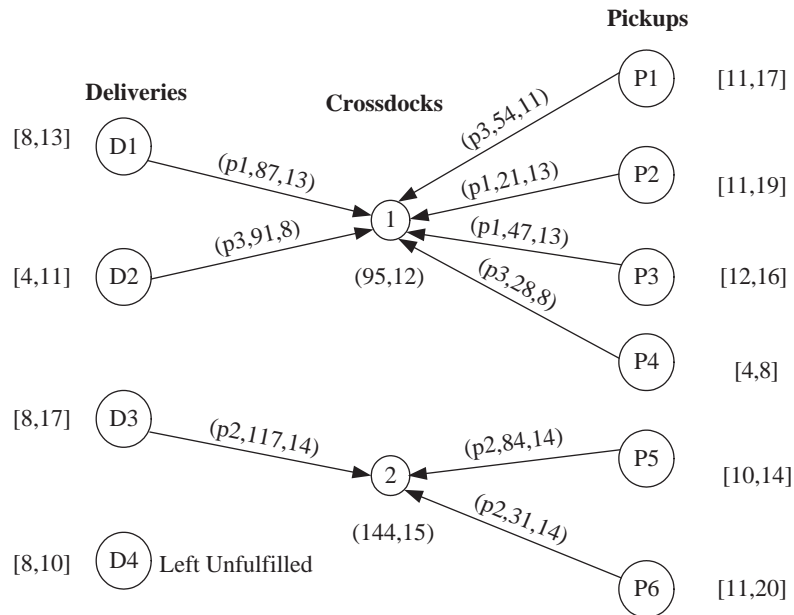 Pickups
Deliveries
Crossdocks
P1
[11,17]
(p3,54,11)
[8,13]
D1
(p1,87,13)
(p1,21,13)
P2
[11,19]
1
(p1,47,13)
(p3,91,8)
[4,11]
D2
(95,12)
(p3,28,8)
P3
[12,16]
P4
[4,8]
[8,17]
D3
(p2,117,14)
(p2,84,14)
P5
[10,14]
2
(144,15)
(p2,31,14)
[8,10]
D4
Left Unfulfilled
P6
[11,20]